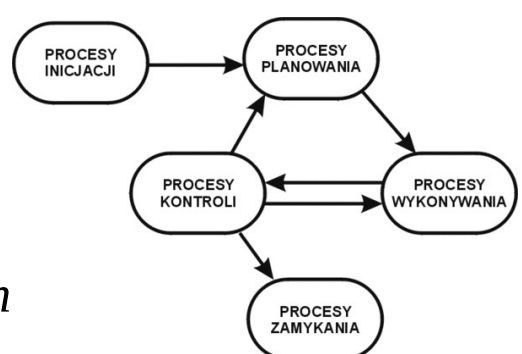 PROCESY
INICJACJI
PROCESY
PLANOWANIA
PROCESY
KONTROLI
PROCESY
WYKONYWANIA
n
PROCESY
ZAMYKANIA